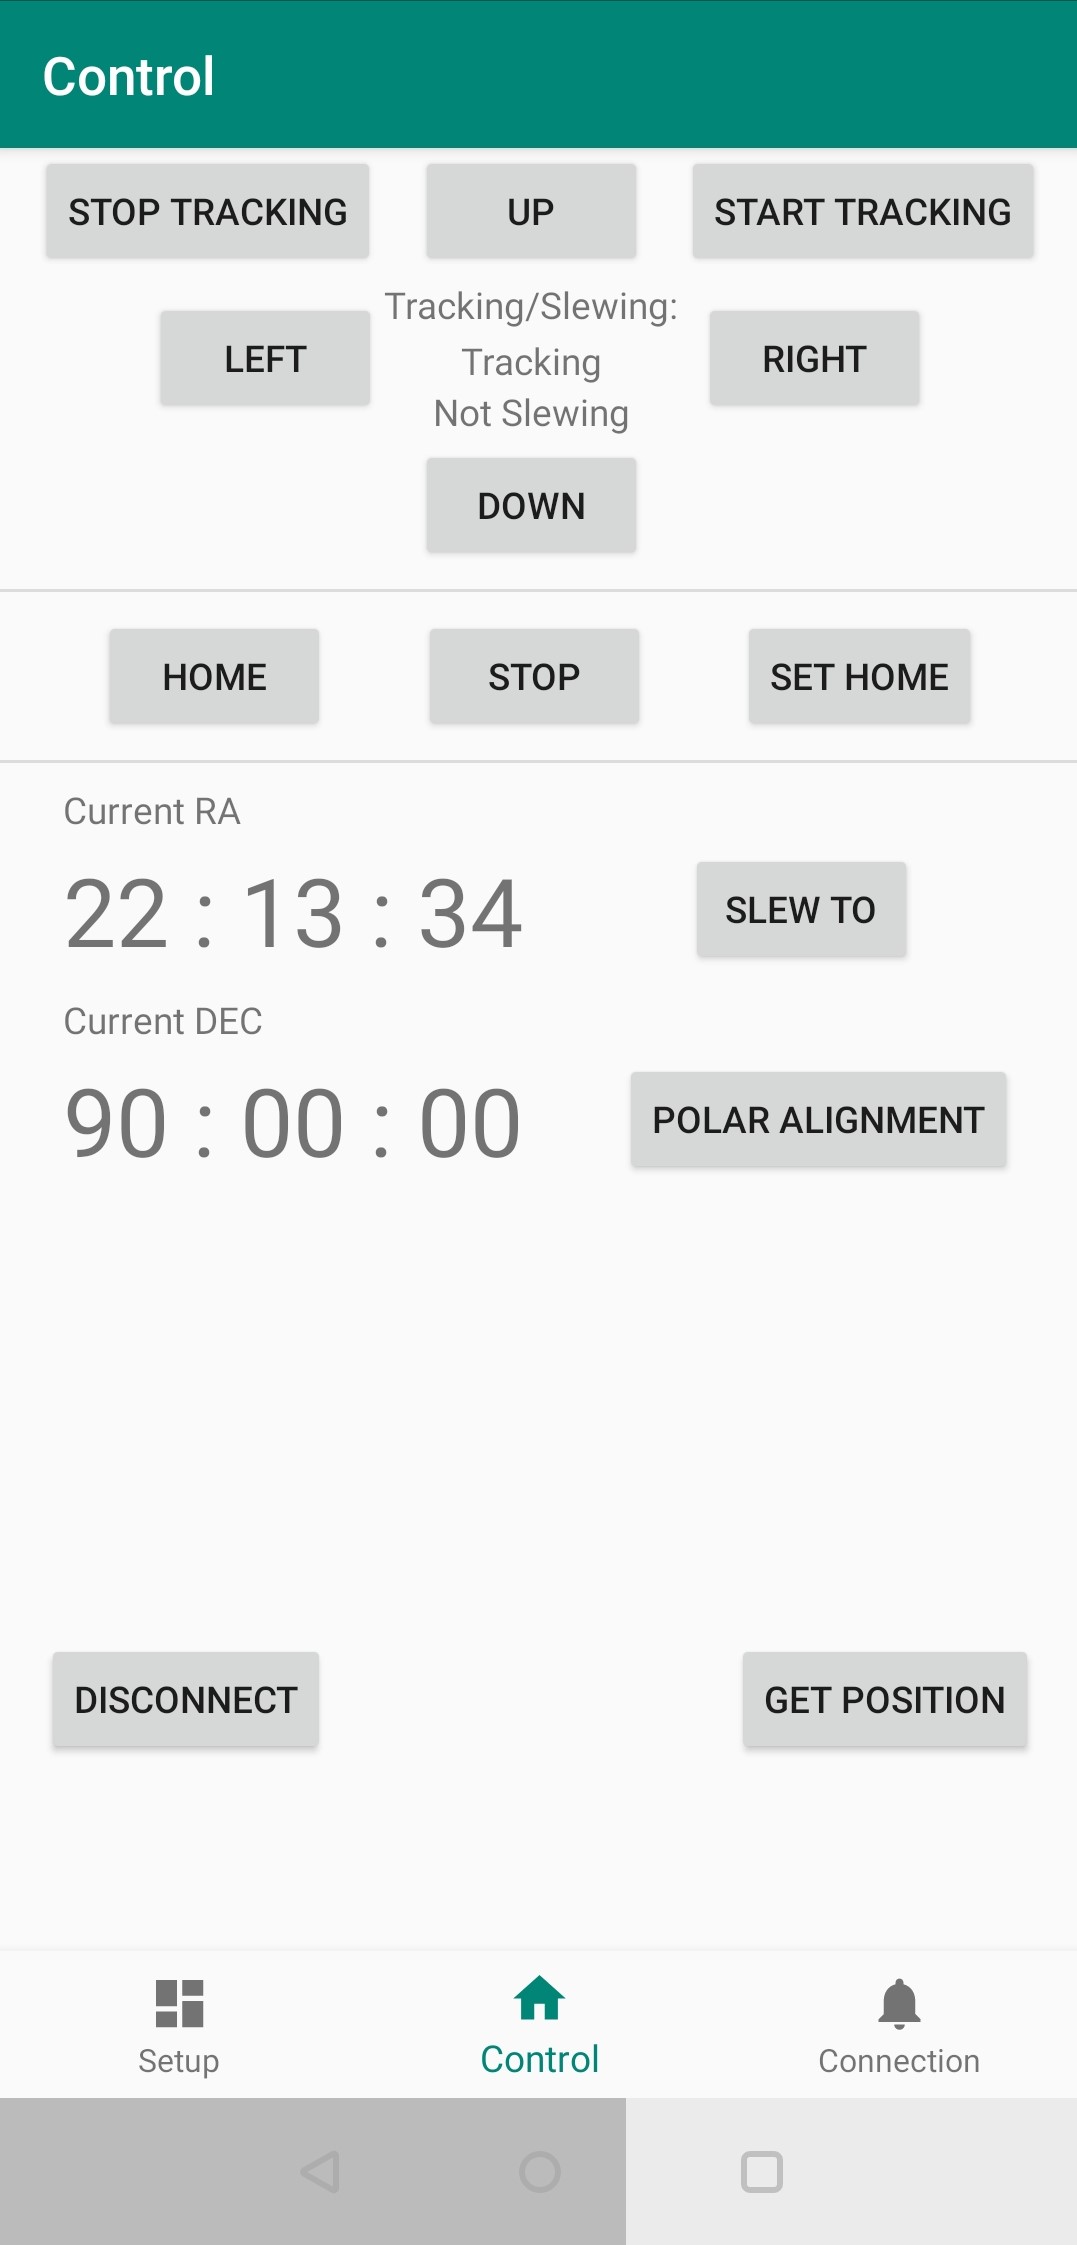 Control
STOP TRACKING
UP
START TRACKING
Tracking/Slewing:
LEFT
Tracking
RIGHT
Not Slewing
DOWN
HOME
STOP
SET HOME
Current RA
22 : 13 : 34
SLEW TO
Current DEC
90 : 00 : 00
POLAR ALIGNMENT
DISCONNECT
GET POSITION
Setup
Control
Connection